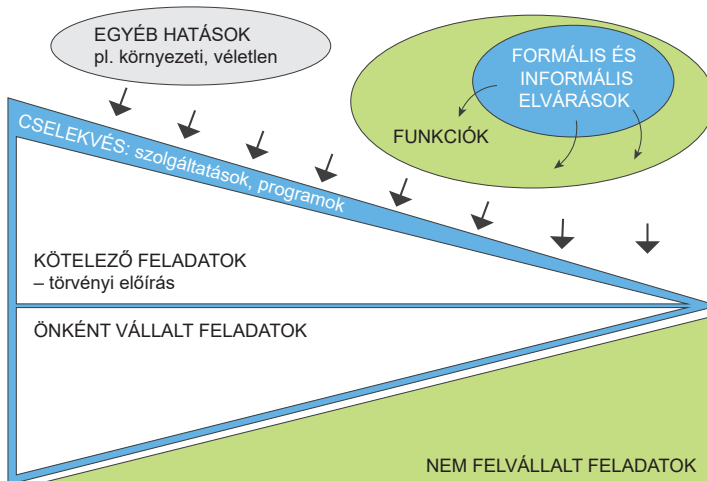 EGYÉB HATÁSOK
pl. környezeti, véletlen
FORMÁLIS ÉS
INFORMÁLIS
ELVÁRÁSOK
FUNKCIÓK
CSELEKVÉS: szolgáltatások, programok
KÖTELEZŐ FELADATOK
– törvényi előírás
ÖNKÉNT VÁLLALT FELADATOK
NEM FELVÁLLALT FELADATOK